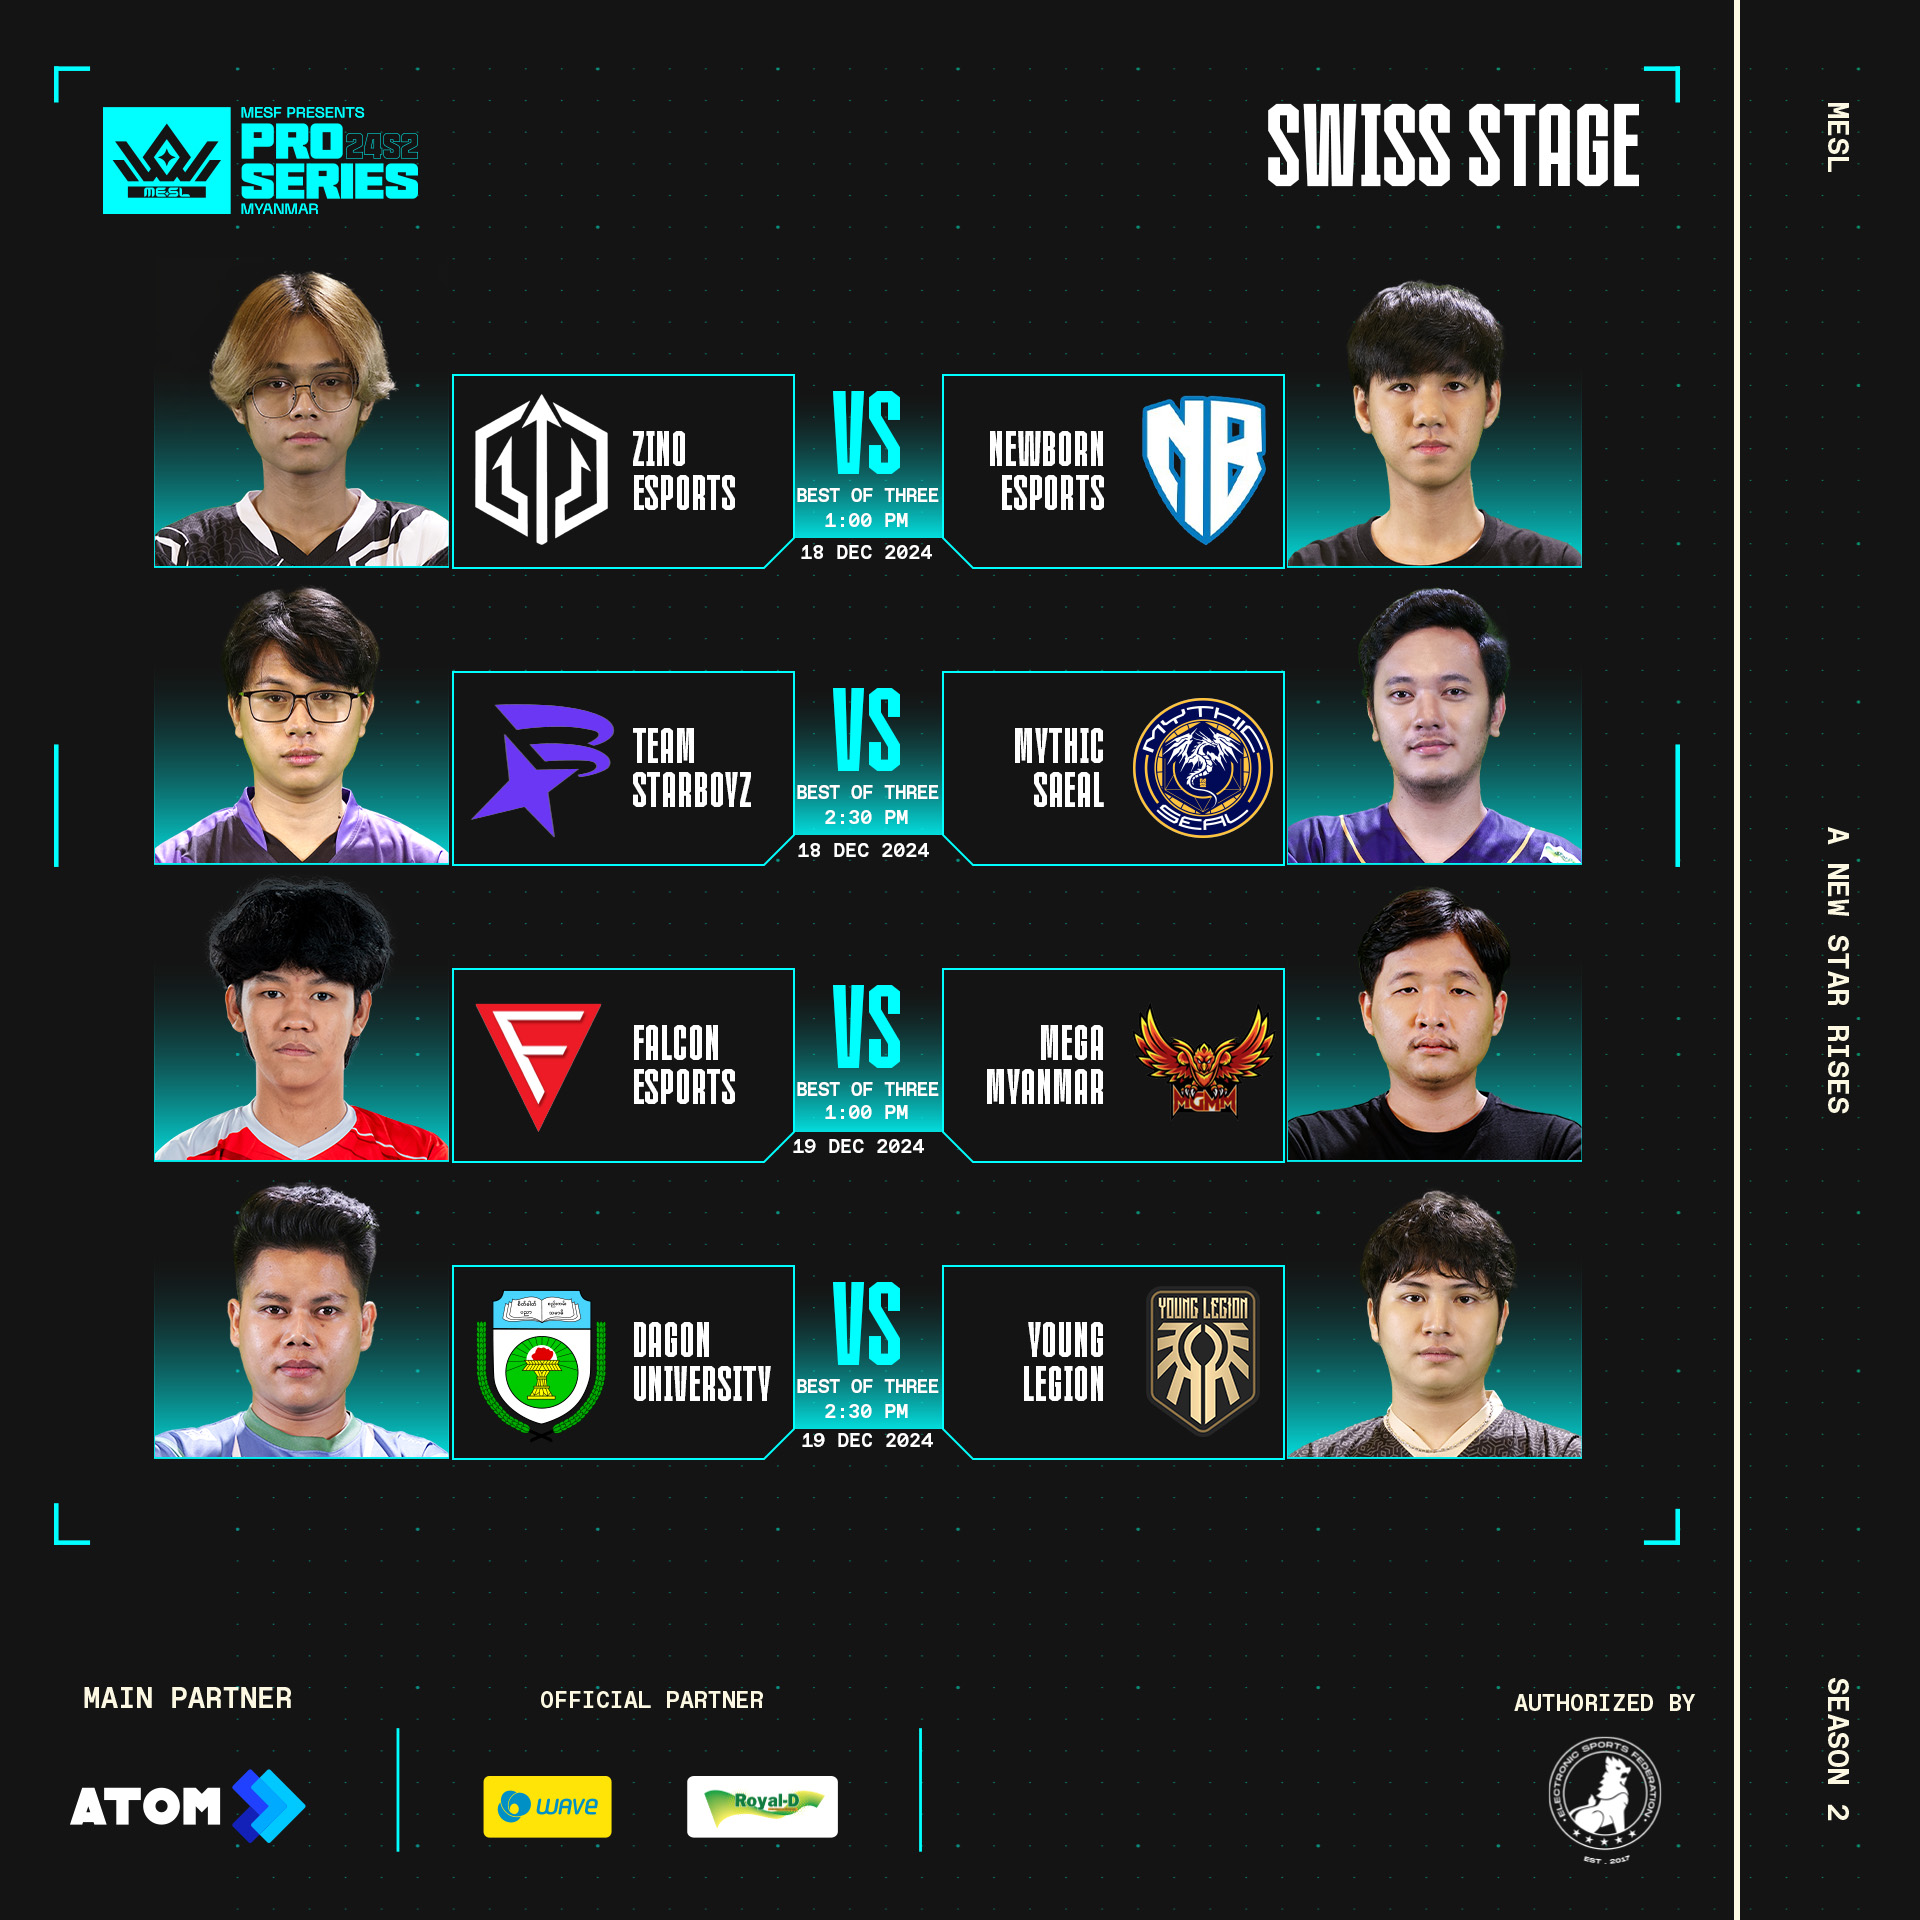 MESF PRESENTS
PRO 24S2
SERIES
MYANMAR
MESL
SWISS STAGE
ZINO
ESPORTS
VS
BEST OF THREE
1:00 PM
18 DEC 2024
NEWBORN
ESPORTS
NB
TEAM
STARBOYZ
VS
BEST OF THREE
2:30 PM
18 DEC 2024
MYTHIC
SAEAL
MYTHIC
SEAL
F
FALCON
ESPORTS
VS
BEST OF THREE
1:00 PM
19 DEC 2024
MEGA
MYANMAR
MGMM
DAGON
UNIVERSITY
VS
BEST OF THREE
2:30 PM
19 DEC 2024
YOUNG
LEGION
YOUNG LEGION
MAIN PARTNER
ATOM
OFFICIAL PARTNER
WAVE
Royal-D
AUTHORIZED BY
ELECTRONIC SPORTS FEDERATION
EST . 2017
MESL
A NEW STAR RISES
SEASON 2